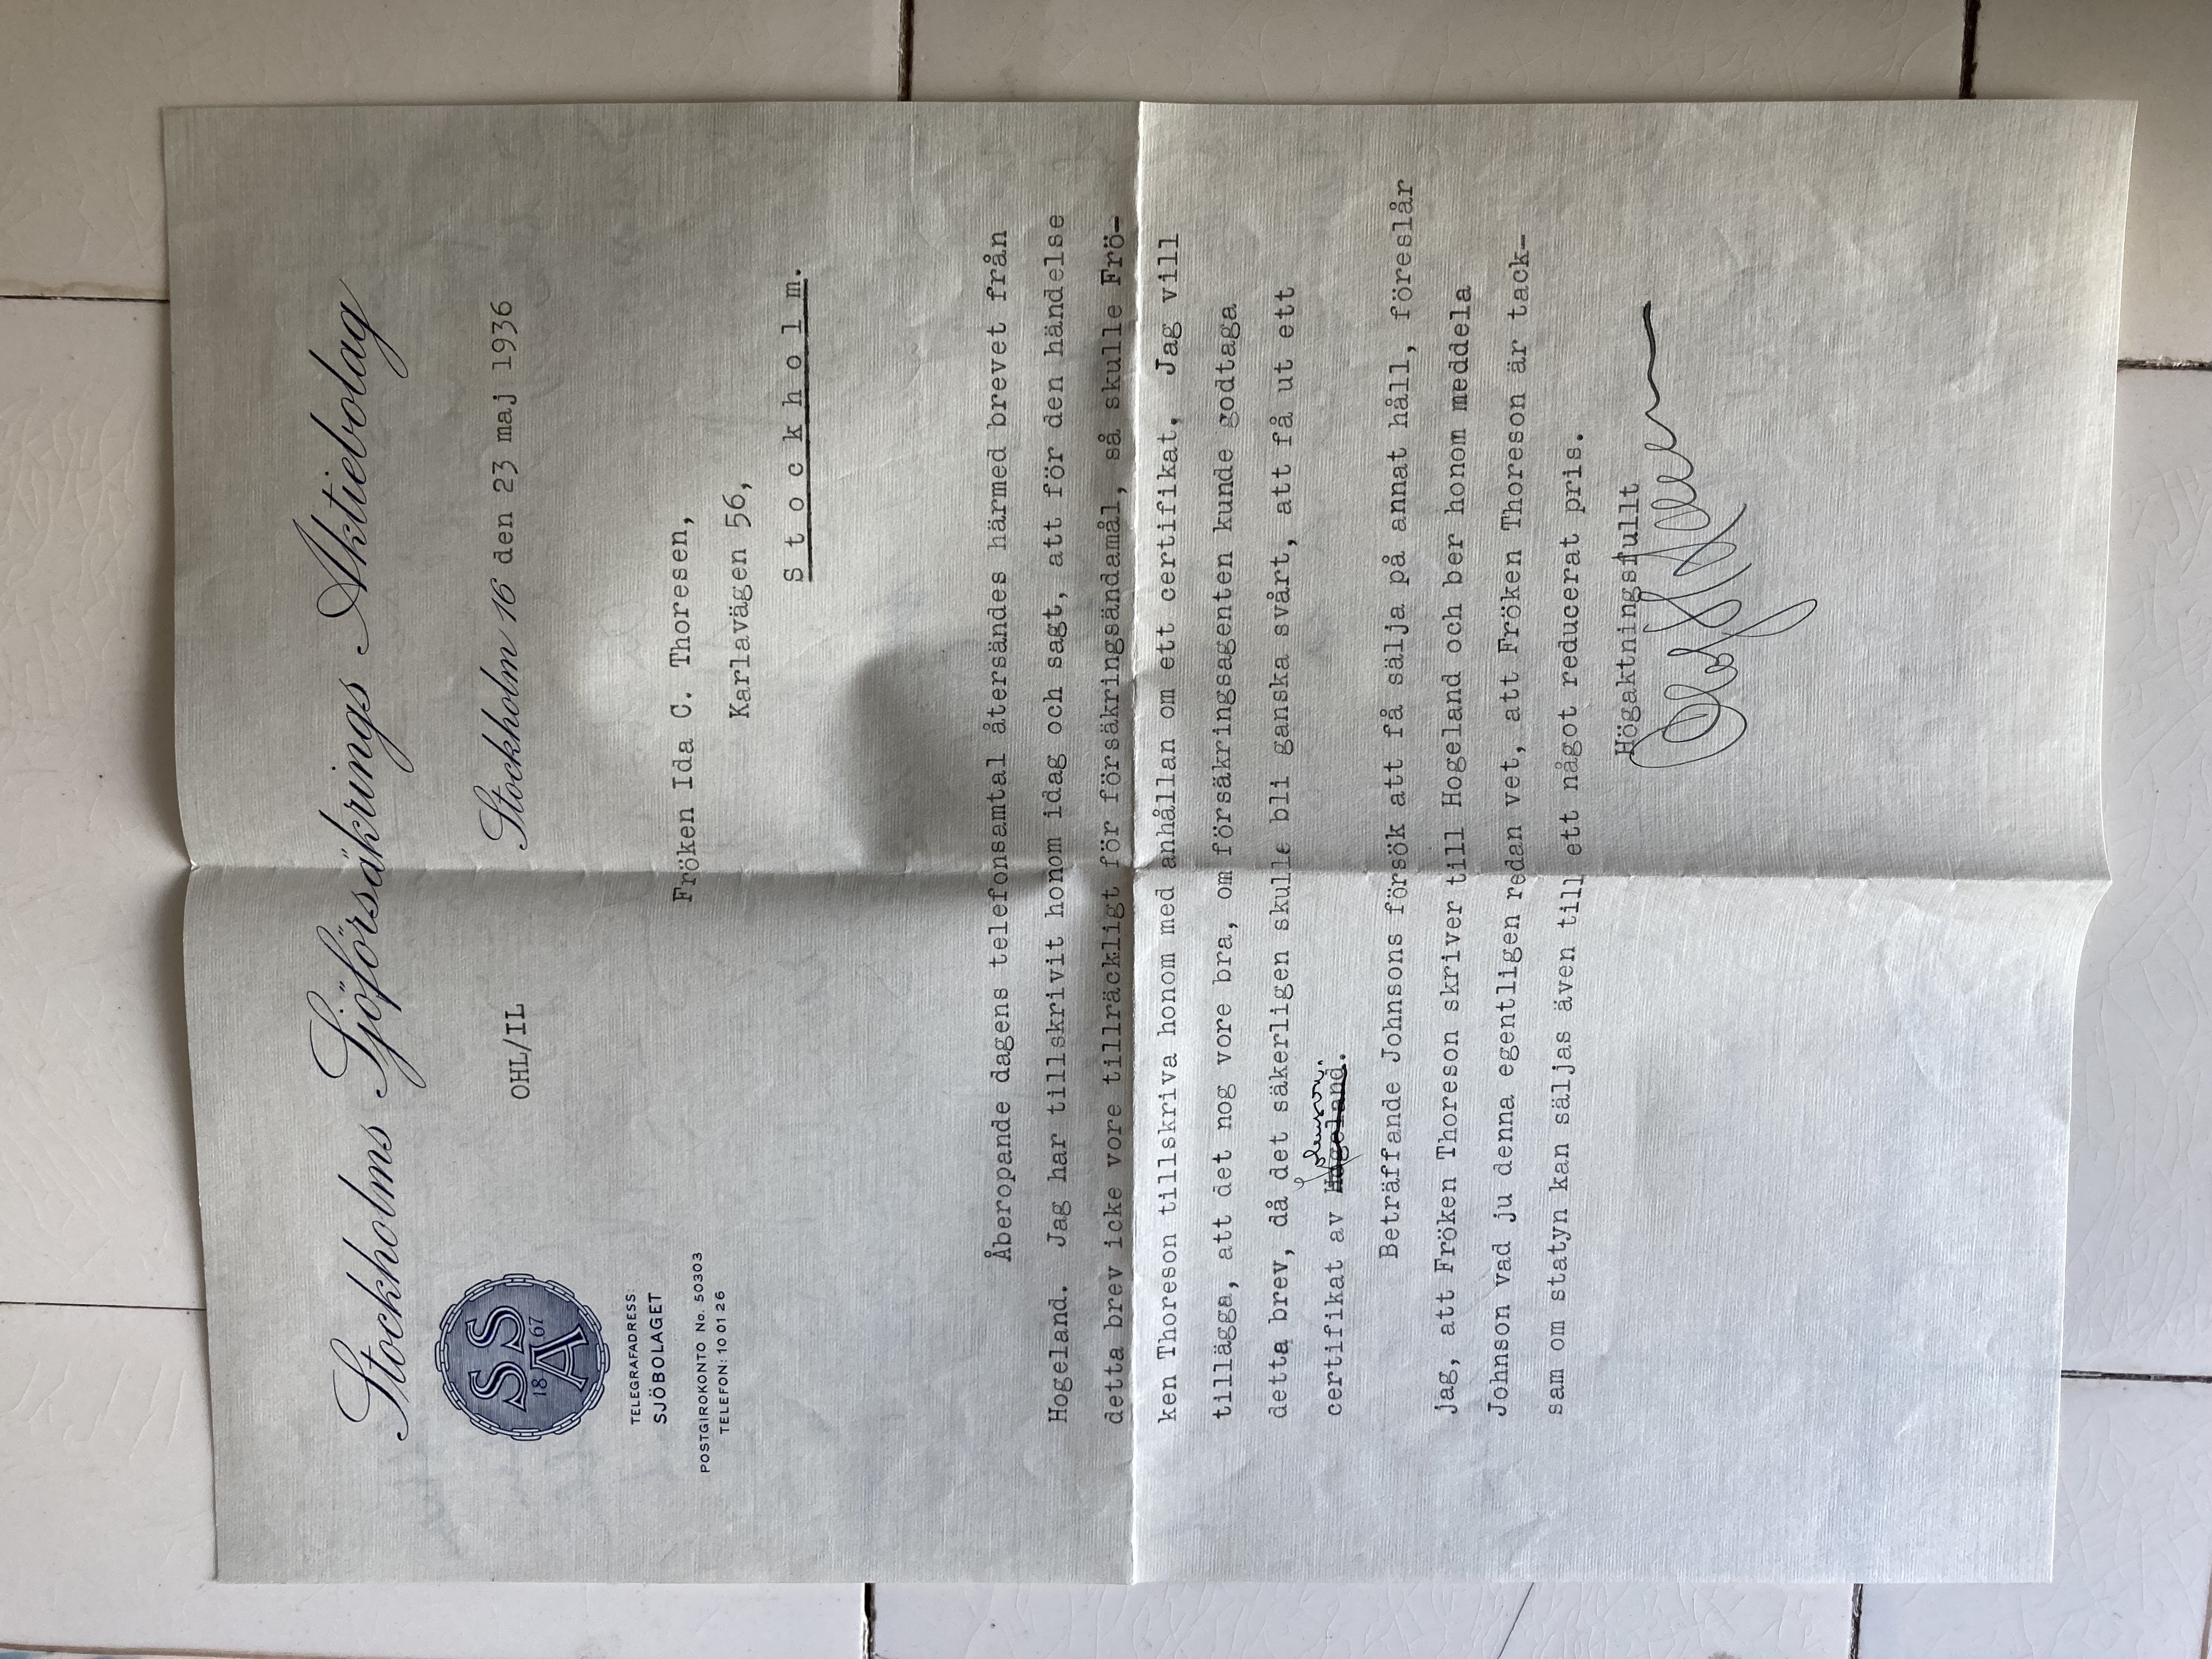 Stockholms Sjöförsäkrings Aktiebolag
SSA
1867
TELEGRAFADRESS:
SJÖBOLAGET
POSTGIROKONTO No. 50303
TELEFON: 10 01 26
OHL/IL
Stockholm 16 den 23 maj 1936
Fröken Ida C. Thoresen,
Karlavägen 56,
Stockholm.
Åberopande dagens telefonsamtal återsändes härmed brevet från
Hogeland. Jag har tillskrivit honom idag och sagt, att för den händelse
detta brev icke vore tillräckligt för försäkringsändamål, så skulle Frö-
ken Thoreson tillskriva honom med anhållan om ett certifikat. Jag vill
tillägga, att det nog vore bra, om försäkringsagenten kunde godtaga
detta brev, då det säkerligen skulle bli ganska svårt, att få ut ett
Johnson.
certifikat av Hogeland.
Beträffande Johnsons försök att få sälja på annat håll, föreslår
jag, att Fröken Thoreson skriver till Hogeland och ber honom meddela
Johnson vad ju denna egentligen redan vet, att Fröken Thoreson är tack-
sam om statyn kan säljas även till ett något reducerat pris.
Högaktningsfullt
Olof H